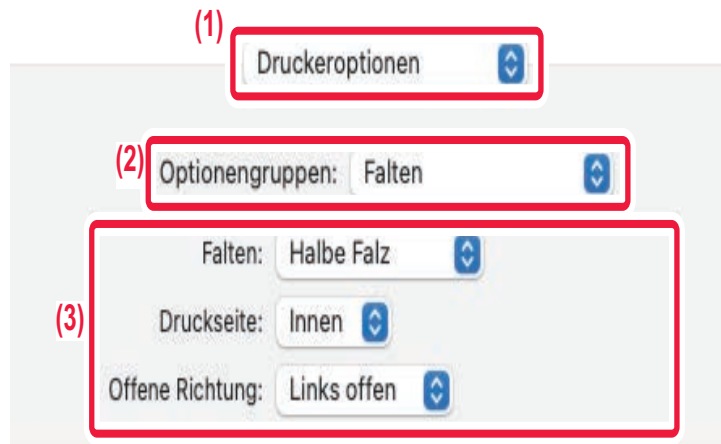 (1)
Druckeroptionen
(2)
Optionengruppen: Falten
(3)
Falten: Halbe Falz
Druckseite: Innen
Offene Richtung: Links offen